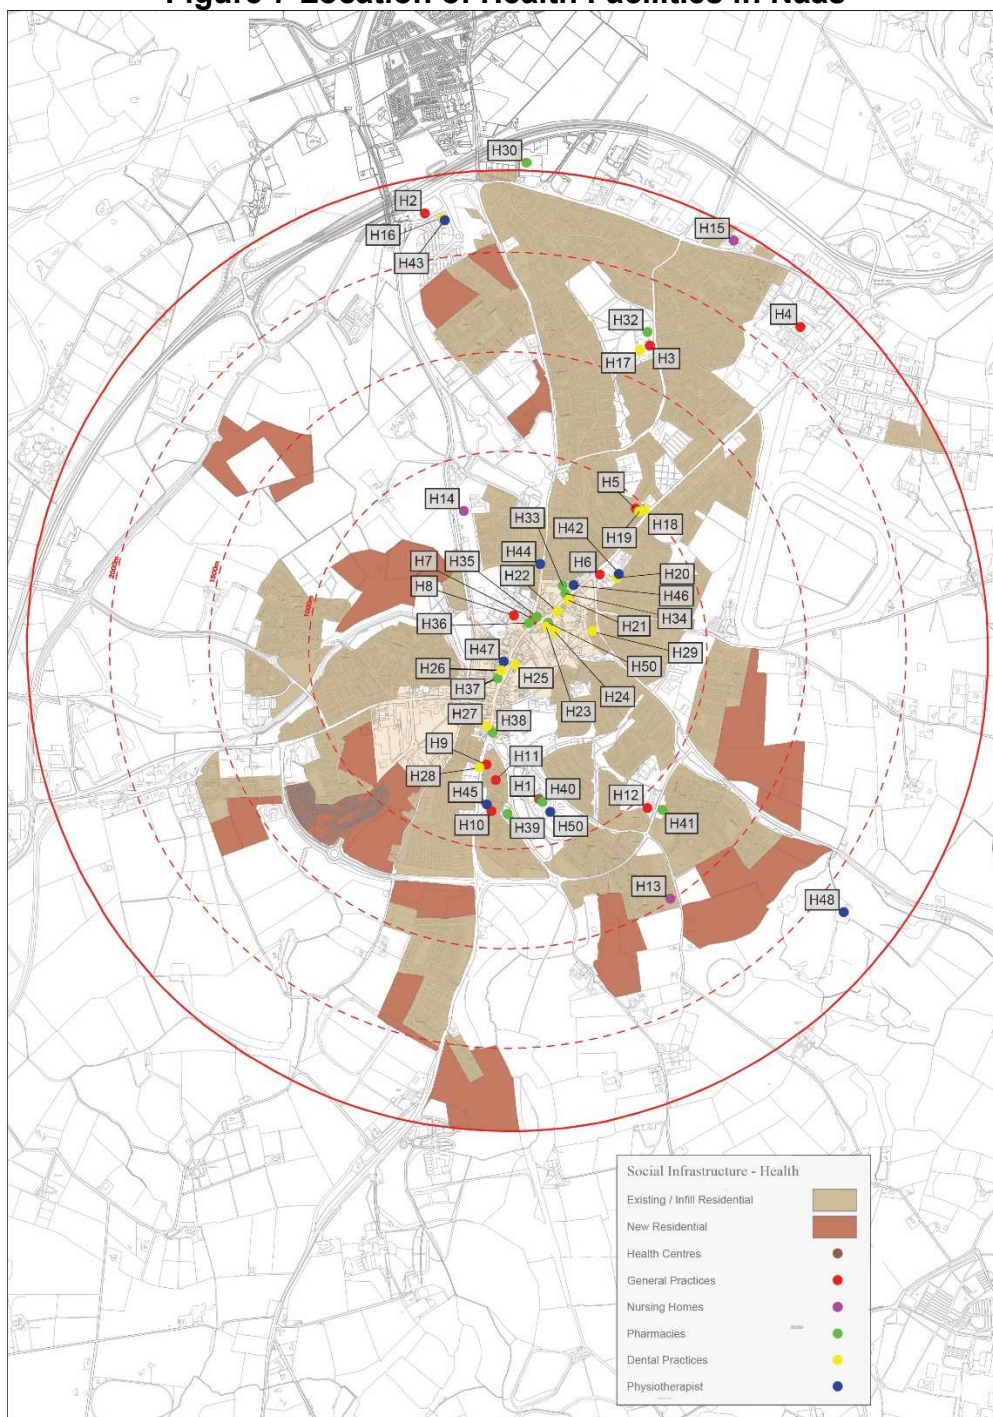 Figure 7 Location of Health Facilities in Naas
H30
H2
H16
H43
H15
H4
H32
H17
H3
H5
H14
H33
H42
H19
H18
H7
H35
H44
H6
H22
H20
H8
H46
H34
H36
H21
H29
H47
H50
H26
H25
H24
H37
H23
H27
H38
H9
H11
H28
H1
H40
H45
H12
H10
H39
H50
H41
H13
H48
2000m
1500m
1000m
Social Infrastructure - Health
Existing / Infill Residential
New Residential
Health Centres
General Practices
Nursing Homes
Pharmacies
Dental Practices
Physiotherapist